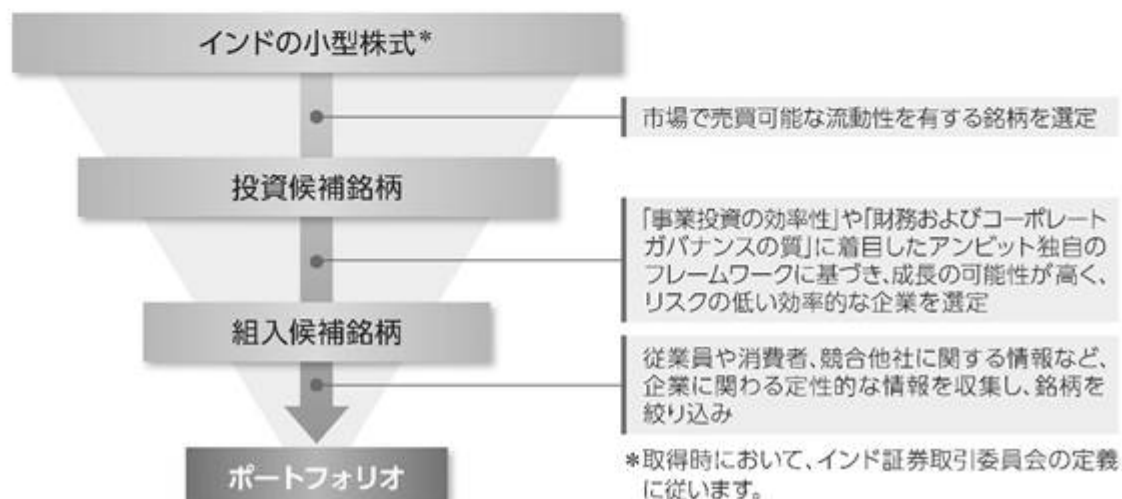 インドの小型株式*
市場で売買可能な流動性を有する銘柄を選定
投資候補銘柄
「事業投資の効率性」や「財務およびコーポレート
ガバナンスの質」に着目したアンビット独自の
フレームワークに基づき、成長の可能性が高く、
リスクの低い効率的な企業を選定
組入候補銘柄
従業員や消費者、競合他社に関する情報など、
企業に関わる定性的な情報を収集し、銘柄を
絞り込み
ポートフォリオ
*取得時において、インド証券取引委員会の定義
に従います。